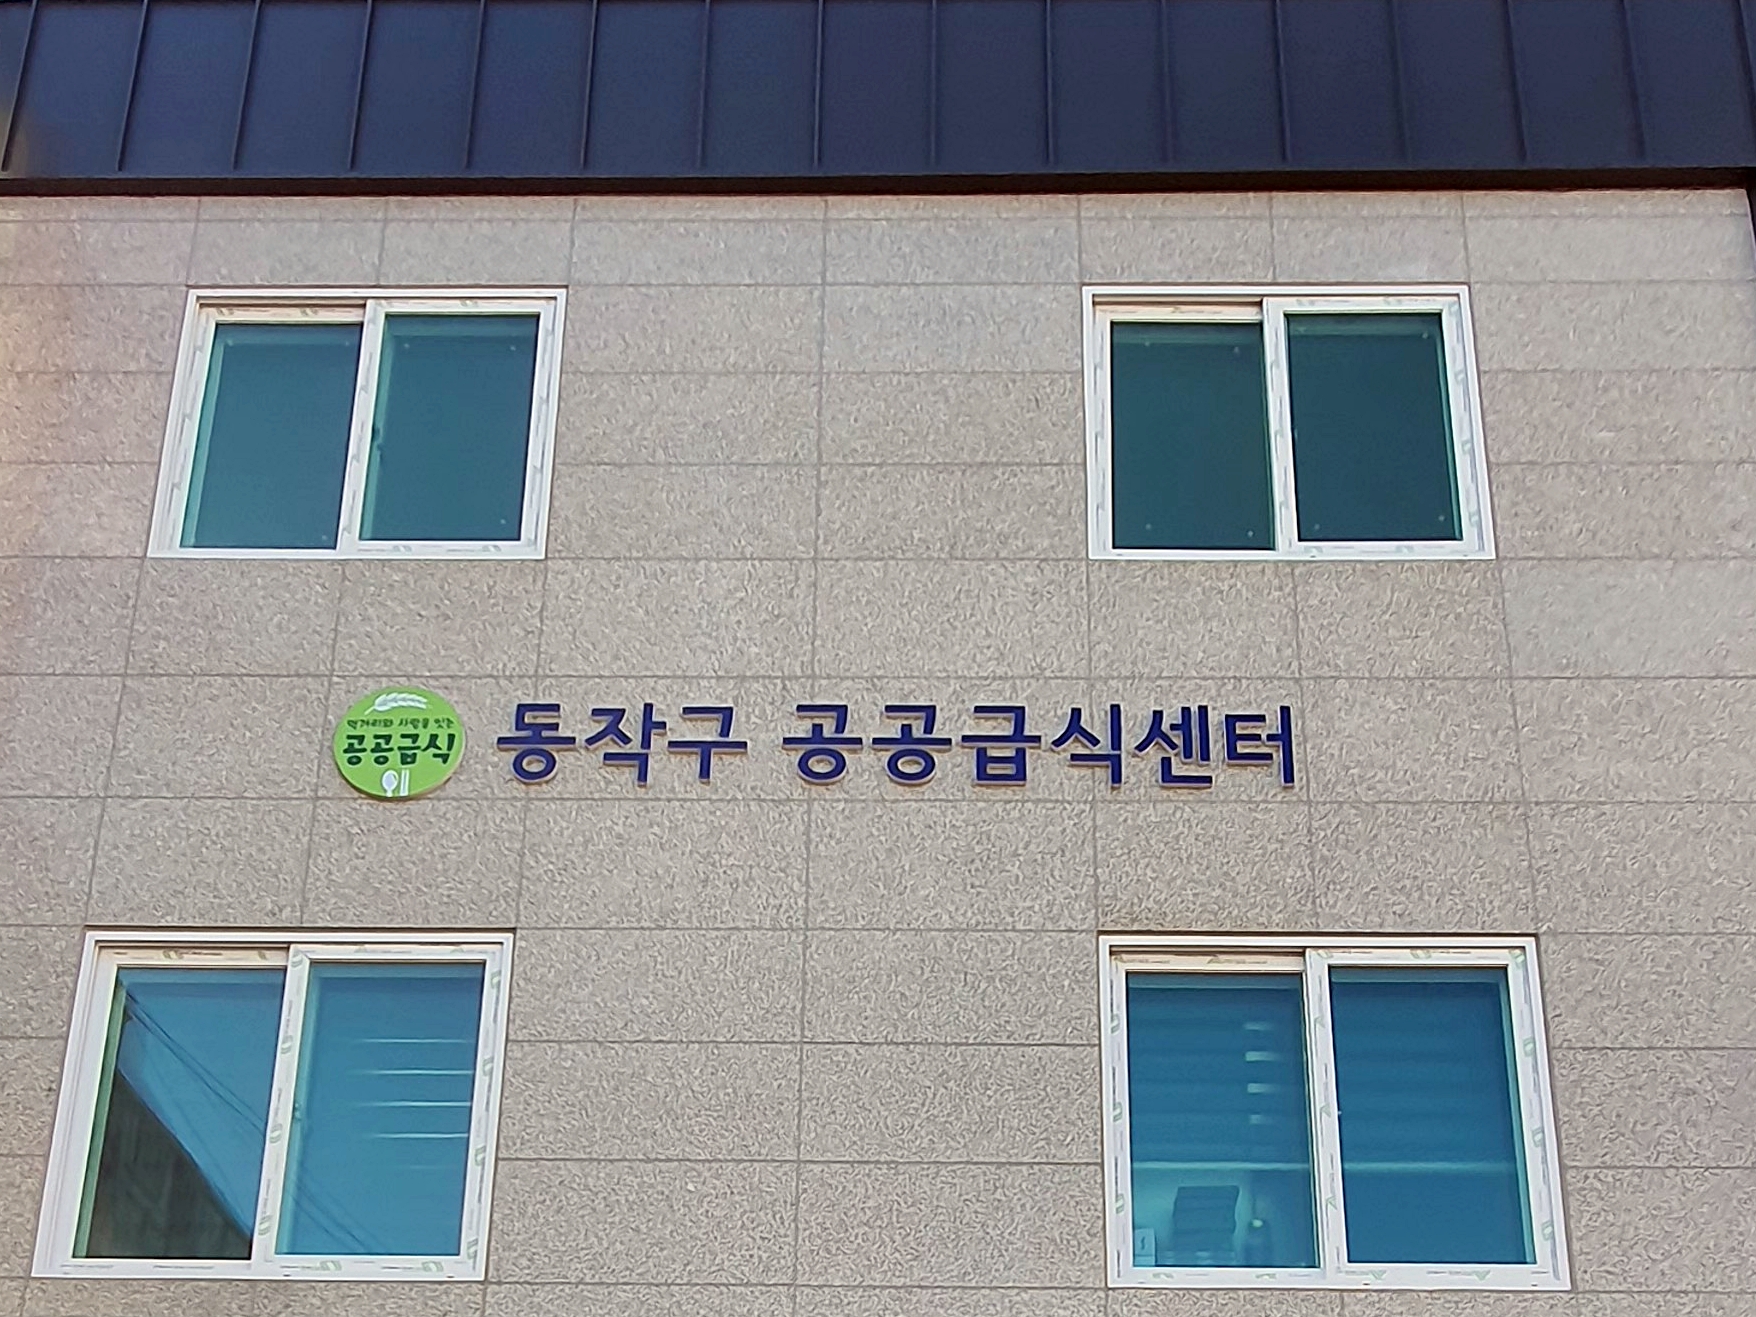 먹거리와 사람을 잇는
공공급식
동작구 공공급식센터